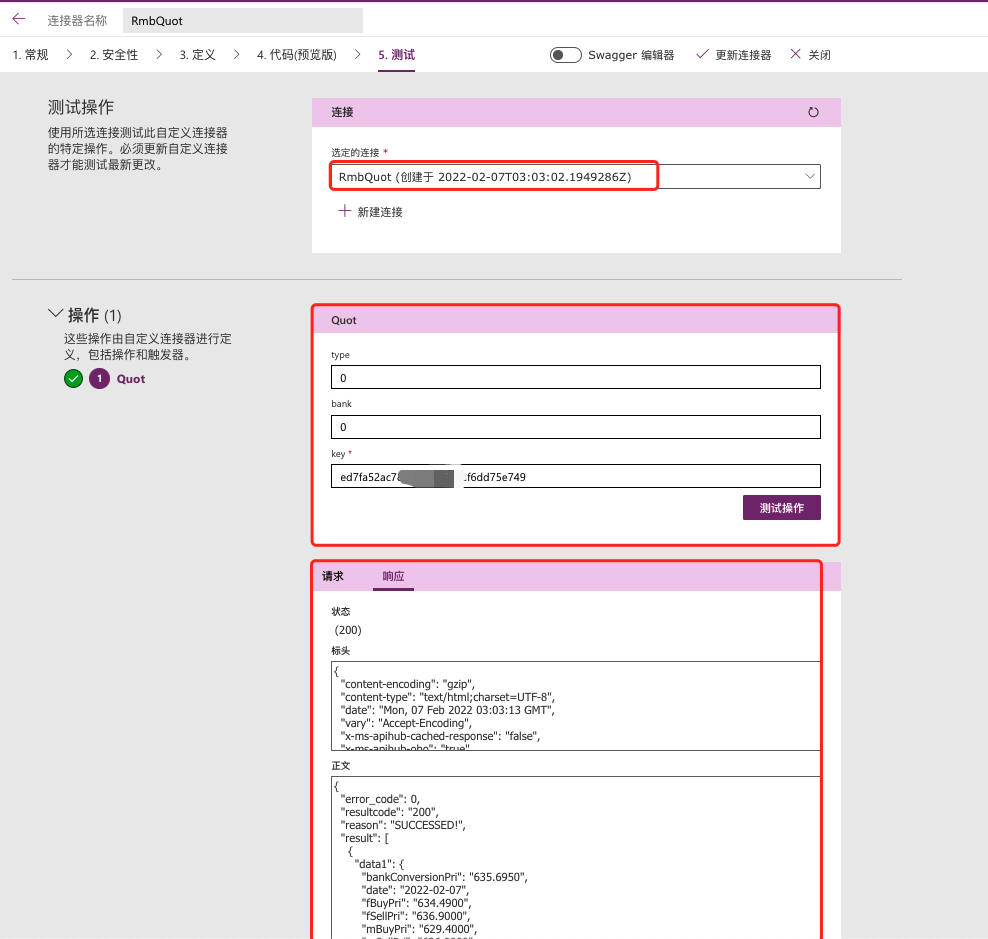 连接器名称 RmbQuot
1. 常规 2. 安全性 3. 定义 4. 代码(预览版) 5. 测试 Swagger 编辑器 更新连接器 关闭
测试操作
使用所选连接测试此自定义连接器
的特定操作。必须更新自定义连接
器才能测试最新更改。
连接
选定的连接 *
RmbQuot (创建于 2022-02-07T03:03:02.1949286Z)
新建连接
操作 (1)
这些操作由自定义连接器进行定
义，包括操作和触发器。
1 Quot
Quot
type
0
bank
0
key *
ed7fa52ac7 f6dd75e749
测试操作
请求 响应
状态
(200)
标头
{
"content-encoding": "gzip",
"content-type": "text/html;charset=UTF-8",
"date": "Mon, 07 Feb 2022 03:03:13 GMT",
"vary": "Accept-Encoding",
"x-ms-apihub-cached-response": "false",
"x-ms-apihub-obo": "true"
正文
{
"error_code": 0,
"resultcode": "200",
"reason": "SUCCESSED!",
"result": [
{
"data1": {
"bankConversionPri": "635.6950",
"date": "2022-02-07",
"fBuyPri": "634.4900",
"fSellPri": "636.9000",
"mBuyPri": "629.4000",